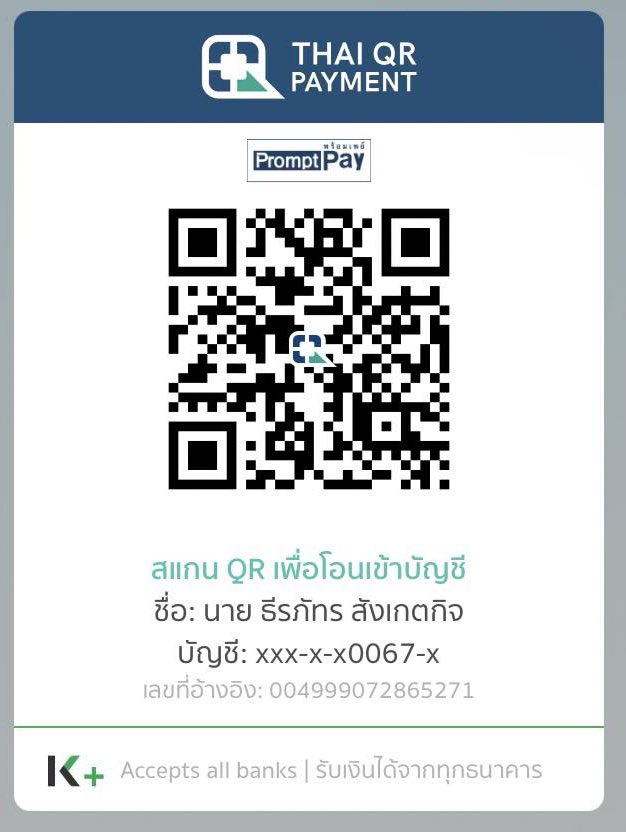 THAI QR
PAYMENT
พร้อมเพย์
PromptPay
สแกน QR เพื่อโอนเข้าบัญชี
ชื่อ: นาย ธีรภัทร สังเกตกิจ
บัญชี: xxx-x-x0067-x
เลขที่อ้างอิง: 004999072865271
K+ Accepts all banks | รับเงินได้จากทุกธนาคาร